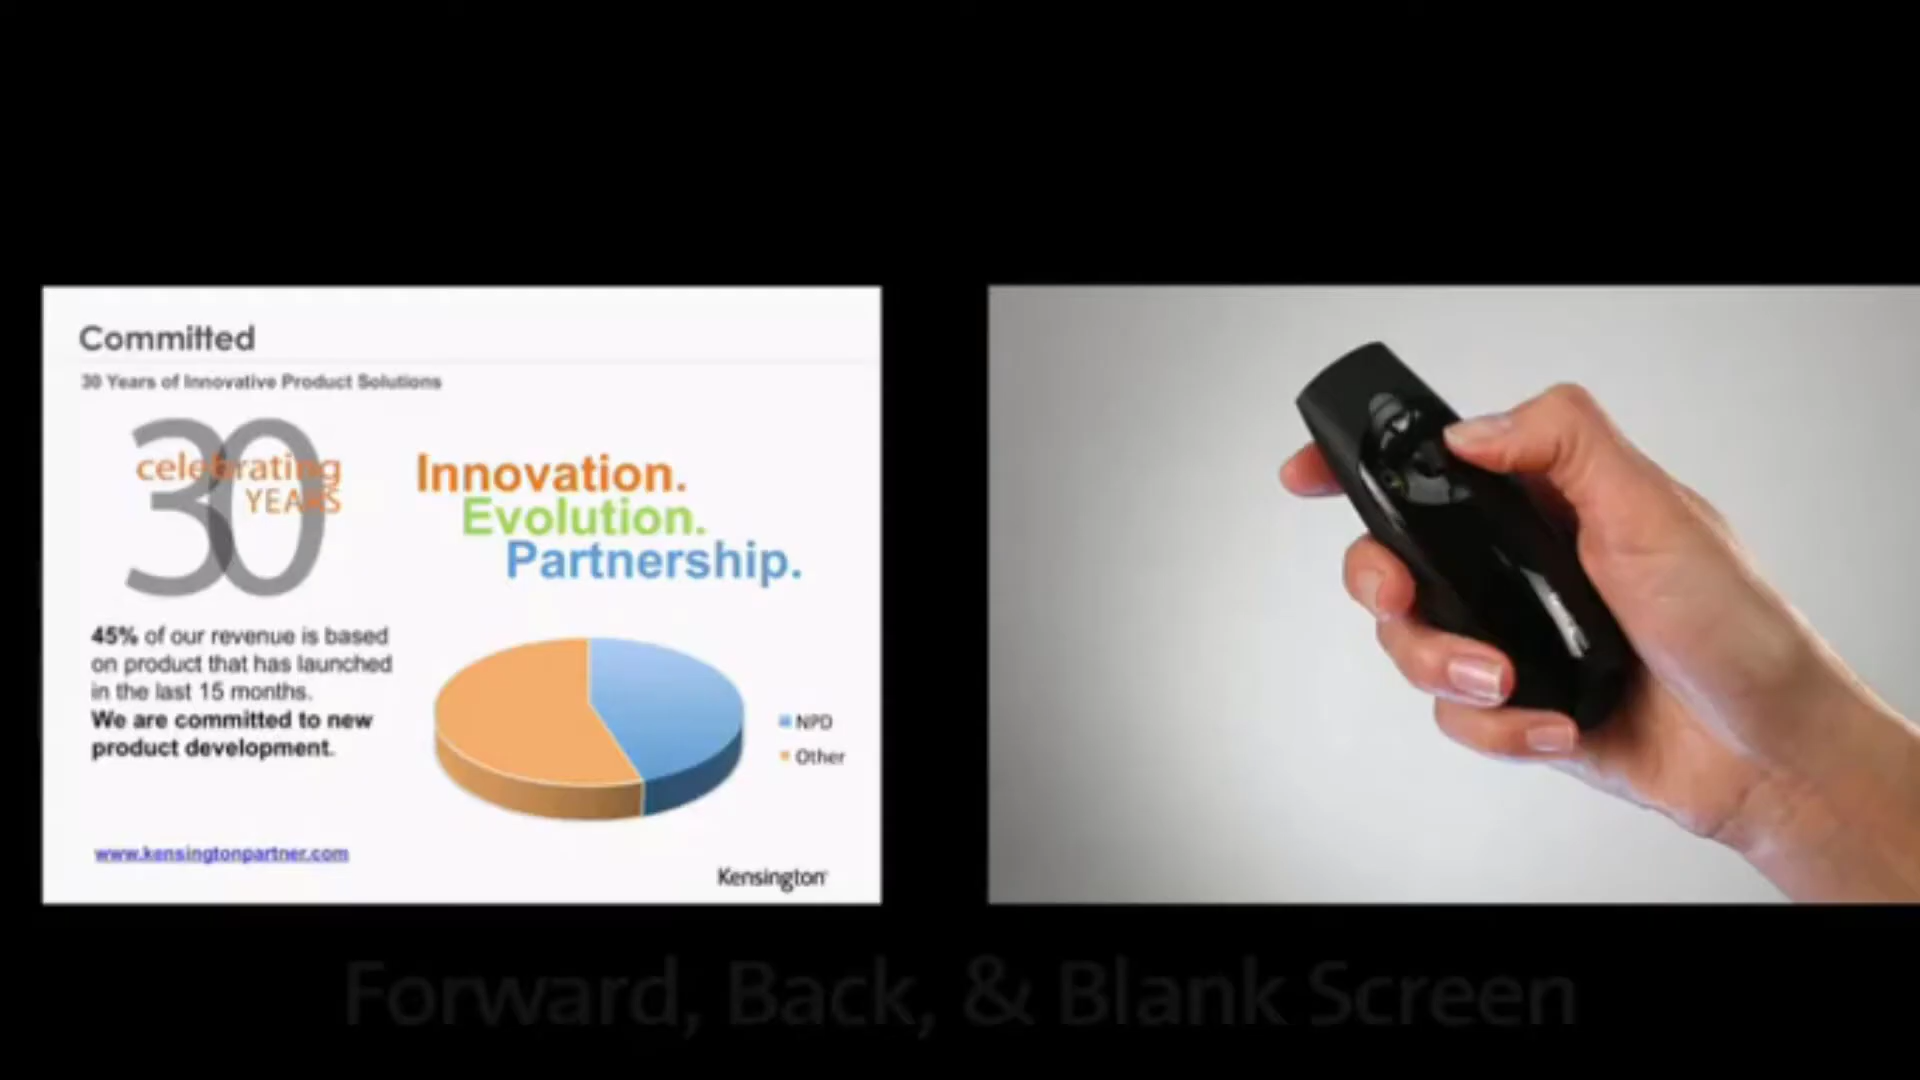 Committed
30 Years of Innovative Product Solutions
30
celebrating
YEARS
Innovation.
Evolution.
Partnership.
45% of our revenue is based
on product that has launched
in the last 15 months.
We are committed to new
product development.
NPD
Other
www.kensingtonpartner.com
Kensington
Forward, Back, & Blank Screen